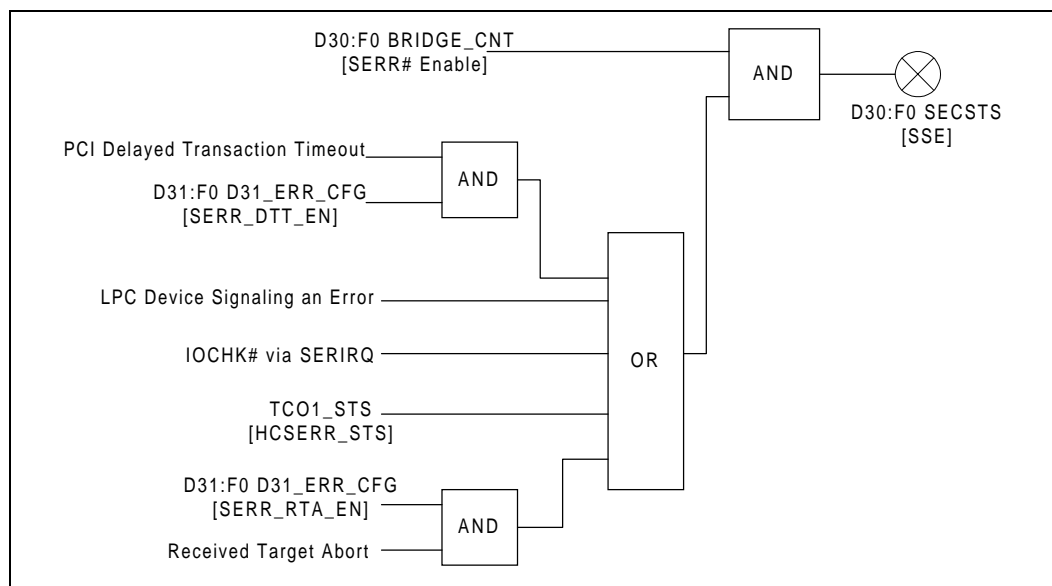 D30:F0 BRIDGE_CNT
[SERR# Enable]
AND
D30:F0 SECSTS
[SSE]
PCI Delayed Transaction Timeout
AND
D31:F0 D31_ERR_CFG
[SERR_DTT_EN]
LPC Device Signaling an Error
IOCHK# via SERIRQ
OR
TCO1_STS
[HCSERR_STS]
D31:F0 D31_ERR_CFG
[SERR_RTA_EN]
AND
Received Target Abort